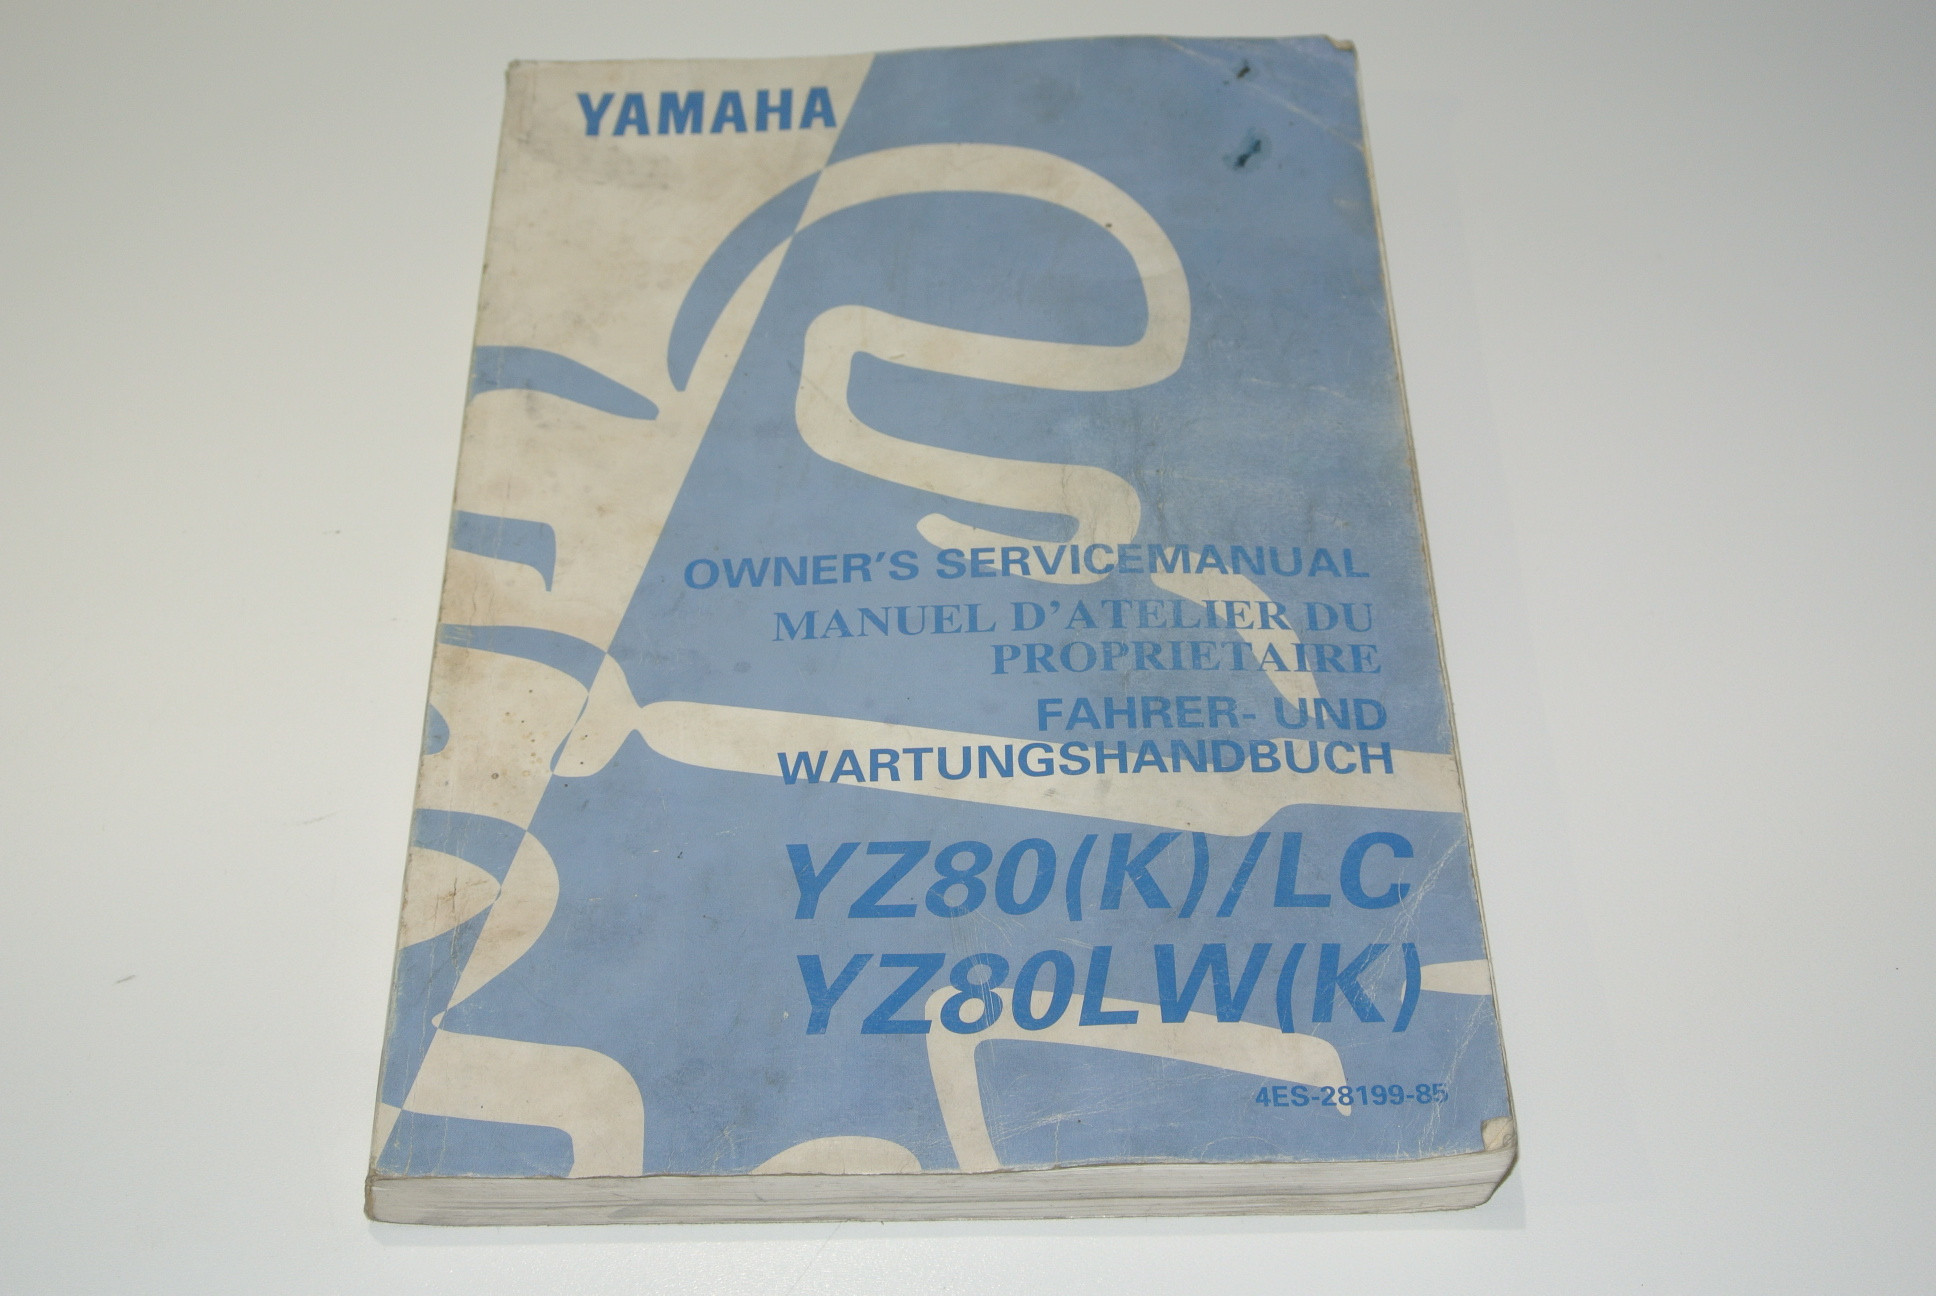 YAMAHA
OWNER'S SERVICEMANUAL
MANUEL D'ATELIER DU
PROPRIETAIRE
FAHRER- UND
WARTUNGSHANDBUCH
YZ80(K)/LC
YZ80LW(K)
4ES-28199-85